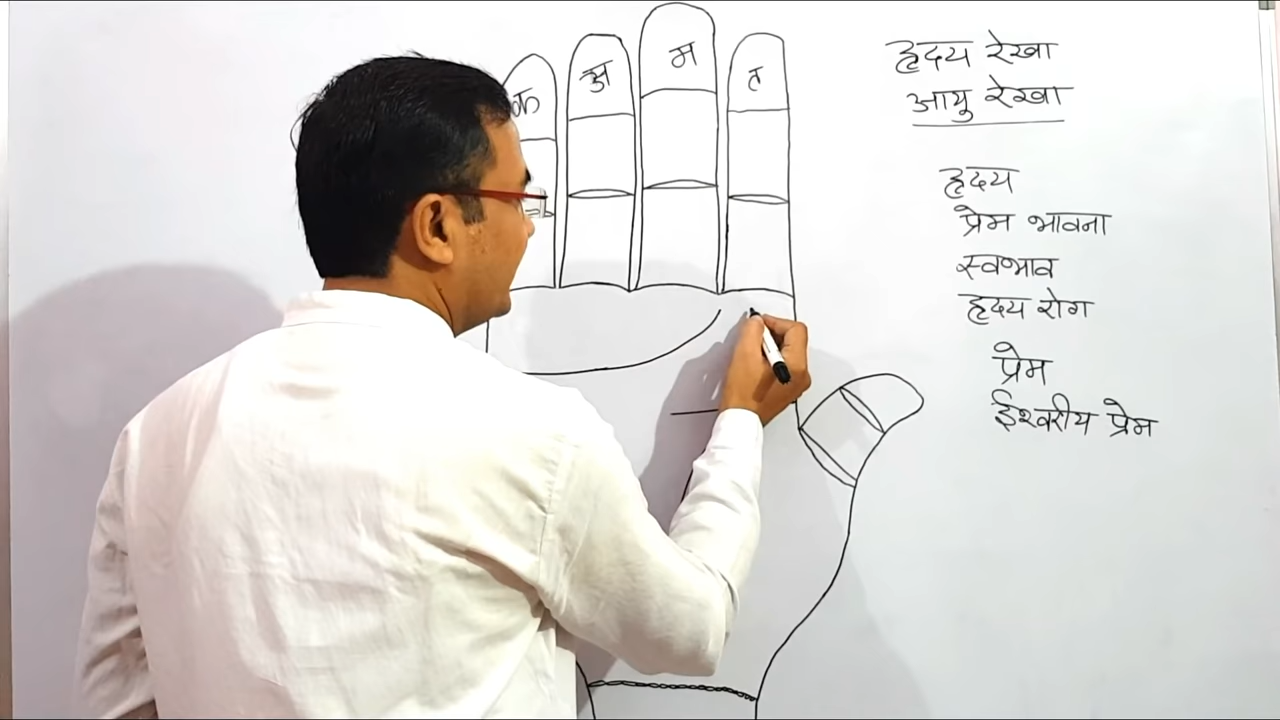 क अ म त
हृदय रेखा
आयु रेखा
हृदय
प्रेम भावना
स्वभाव
हृदय रोग
प्रेम
ईश्वरीय प्रेम